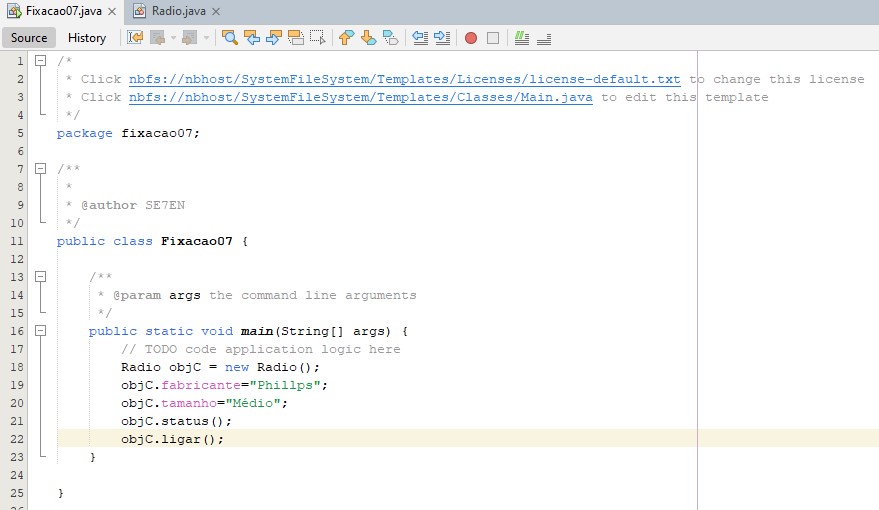 Fixacao07.java × Radio.java ×
Source History
1 /*
2 * Click nbfs://nbhost/SystemFileSystem/Templates/Licenses/license-default.txt to change this license
3 * Click nbfs://nbhost/SystemFileSystem/Templates/Classes/Main.java to edit this template
4 */
5 package fixacao07;
6
7 /**
8 *
9 * @author SE7EN
10 */
11 public class Fixacao07 {
12
13 /**
14 * @param args the command line arguments
15 */
16 public static void main(String[] args) {
17 // TODO code application logic here
18 Radio objC = new Radio();
19 objC.fabricante="Phillps";
20 objC.tamanho="Médio";
21 objC.status();
22 objC.ligar();
23 }
24
25 }